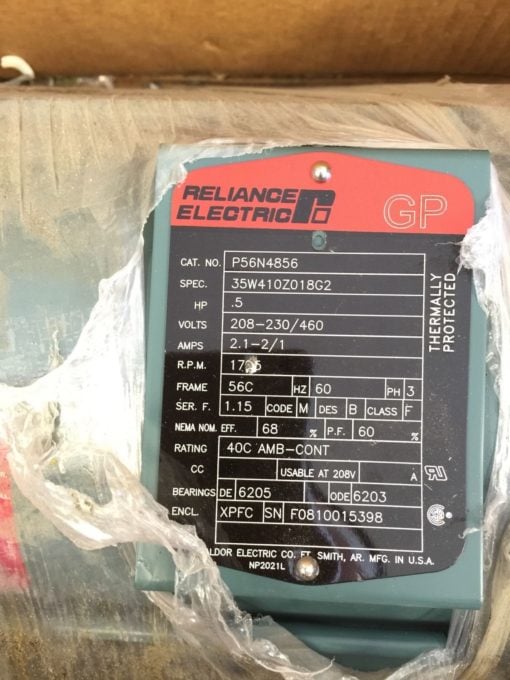 RELIANCE
ELECTRIC
GP
THERMALLY PROTECTED
CAT. NO. P56N4856
SPEC. 35W410Z018G2
HP .5
VOLTS 208-230/460
AMPS 2.1-2/1
R.P.M.
FRAME 56C HZ 60 PH 3
SER. F. 1.15 CODE M DES B CLASS F
NEMA NOM. EFF. 68 % P.F. 60 %
RATING 40C AMB-CONT
CC USABLE AT 208V A
BEARINGS DE 6205 ODE 6203
ENCL. XPFC SN F0810015398
ELECTRIC CO. FT. SMITH, AR. MFG. IN U.S.A.
NP2021L